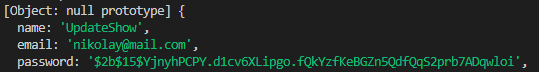 [Object: null prototype] {
name: 'UpdateShow',
email: 'nikolay@mail.com',
password: '$2b$15$YjnyhPCPY.d1cv6XLipgo.fQkYzfKeBGZn5QdfQqS2prb7ADqwloi',